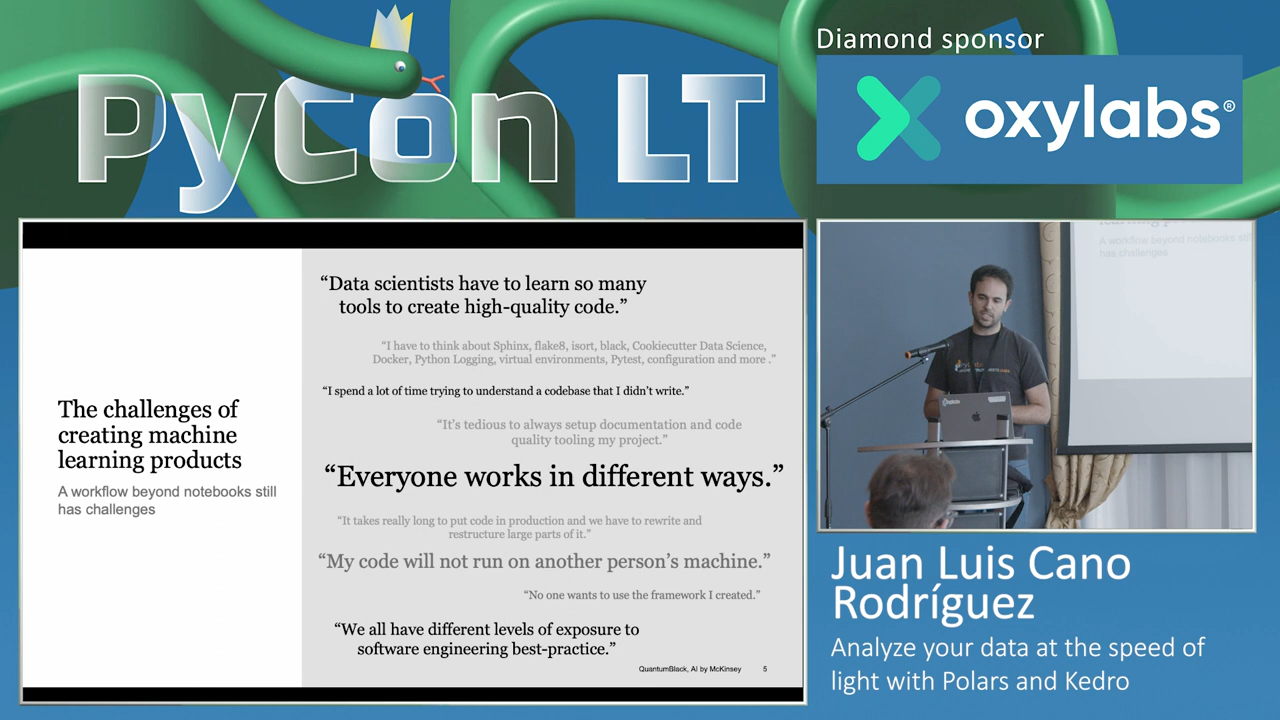 PyCon LT
Diamond sponsor
oxylabs®
The challenges of
creating machine
learning products
A workflow beyond notebooks still
has challenges
“Data scientists have to learn so many
tools to create high-quality code.”
“I have to think about Sphinx, flake8, isort, black, Cookiecutter Data Science,
Docker, Python Logging, virtual environments, Pytest, configuration and more .”
“I spend a lot of time trying to understand a codebase that I didn’t write.”
“It’s tedious to always setup documentation and code
quality tooling my project.”
“Everyone works in different ways.”
“It takes really long to put code in production and we have to rewrite and
restructure large parts of it.”
“My code will not run on another person’s machine.”
“No one wants to use the framework I created.”
“We all have different levels of exposure to
software engineering best-practice.”
QuantumBlack, AI by McKinsey 5
A workflow beyond notebooks still
has challenges
Juan Luis Cano
Rodríguez
Analyze your data at the speed of
light with Polars and Kedro